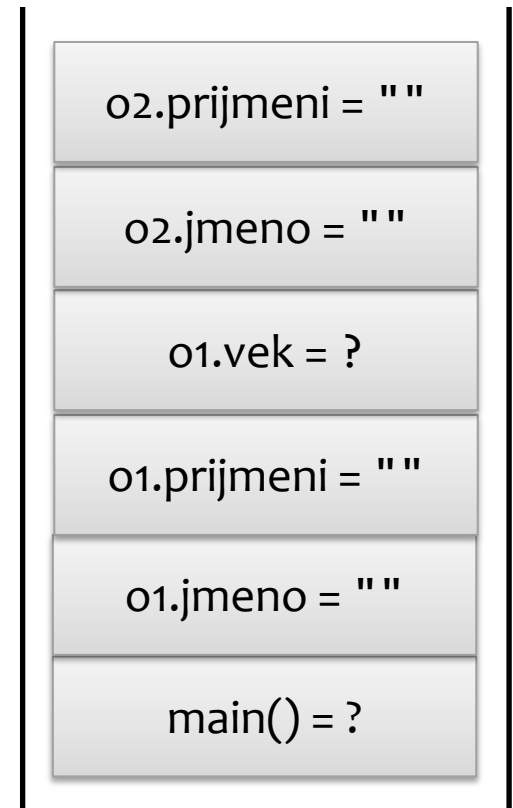 o2.prijmeni = ""
o2.jmeno = ""
o1.vek = ?
o1.prijmeni = ""
o1.jmeno = ""
main() = ?